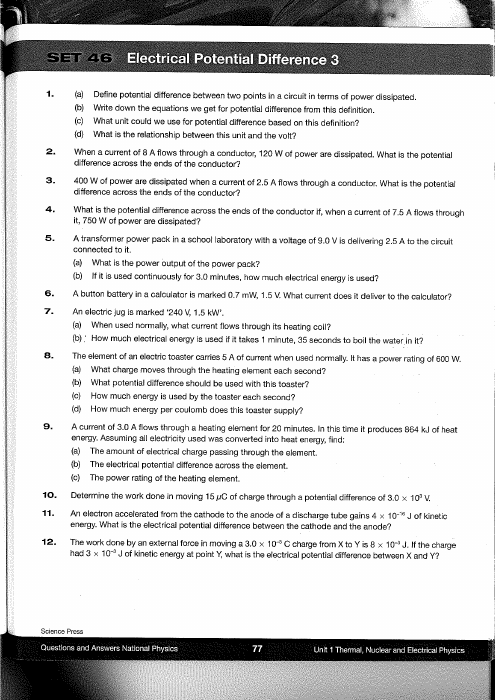 SET 46 Electrical Potential Difference 3
1. (a) Define potential difference between two points in a circuit in terms of power dissipated.
(b) Write down the equations we get for potential difference from this definition.
(c) What unit could we use for potential difference based on this definition?
(d) What is the relationship between this unit and the volt?
2. When a current of 8 A flows through a conductor, 120 W of power are dissipated. What is the potential
difference across the ends of the conductor?
3. 400 W of power are dissipated when a current of 2.5 A flows through a conductor. What is the potential
difference across the ends of the conductor?
4. What is the potential difference across the ends of the conductor if, when a current of 7.5 A flows through
it, 750 W of power are dissipated?
5. A transformer power pack in a school laboratory with a voltage of 9.0 V is delivering 2.5 A to the circuit
connected to it.
(a) What is the power output of the power pack?
(b) If it is used continuously for 3.0 minutes, how much electrical energy is used?
6. A button battery in a calculator is marked 0.7 mW, 1.5 V. What current does it deliver to the calculator?
7. An electric jug is marked '240 V, 1.5 kW'.
(a) When used normally, what current flows through its heating coil?
(b) How much electrical energy is used if it takes 1 minute, 35 seconds to boil the water in it?
8. The element of an electric toaster carries 5 A of current when used normally. It has a power rating of 600 W.
(a) What charge moves through the heating element each second?
(b) What potential difference should be used with this toaster?
(c) How much energy is used by the toaster each second?
(d) How much energy per coulomb does this toaster supply?
9. A current of 3.0 A flows through a heating element for 20 minutes. In this time it produces 864 kJ of heat
energy. Assuming all electricity used was converted into heat energy, find:
(a) The amount of electrical charge passing through the element.
(b) The electrical potential difference across the element.
(c) The power rating of the heating element.
10. Determine the work done in moving 15 μC of charge through a potential difference of 3.0 × 10³ V.
11. An electron accelerated from the cathode to the anode of a discharge tube gains 4 × 10⁻¹⁶ J of kinetic
energy. What is the electrical potential difference between the cathode and the anode?
12. The work done by an external force in moving a 3.0 × C charge from X to Y is 8 × 10⁻³ J. If the charge
had 3 × 10⁻³ J of kinetic energy at point Y, what is the electrical potential difference between X and Y?
Science Press
Questions and Answers National Physics 77 Unit 1 Thermal, Nuclear and Electrical Physics